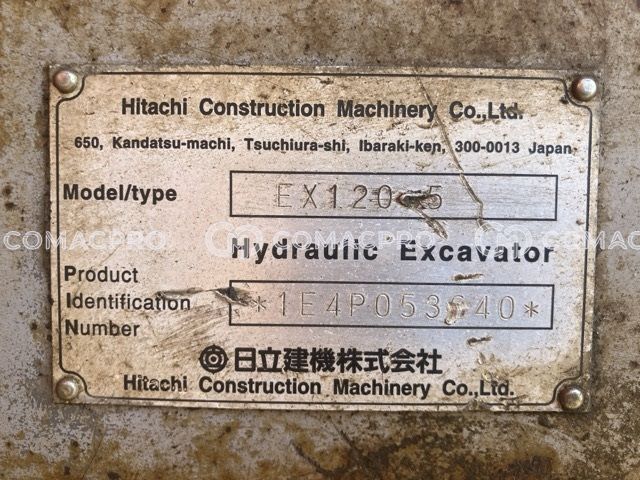 Hitachi Construction Machinery Co.,Ltd.
650, Kandatsu-machi, Tsuchiura-shi, Ibaraki-ken, 300-0013 Japan
Model/type EX120-5
COMACPRO COMACPRO COMACPRO
Hydraulic Excavator
Product
Identification
Number
日立建機株式会社
Hitachi Construction Machinery Co.,Ltd.